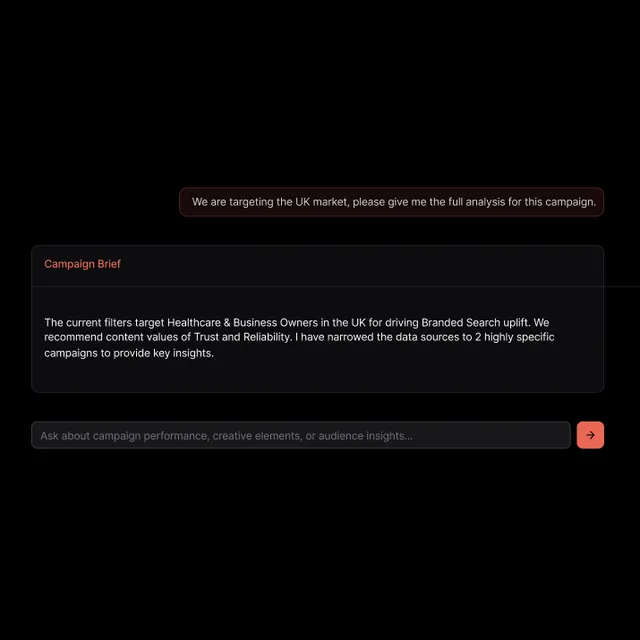 We are targeting the UK market, please give me the full analysis for this campaign.
Campaign Brief
The current filters target Healthcare & Business Owners in the UK for driving Branded Search uplift. We
recommend content values of Trust and Reliability. I have narrowed the data sources to 2 highly specific
campaigns to provide key insights.
Ask about campaign performance, creative elements, or audience insights...